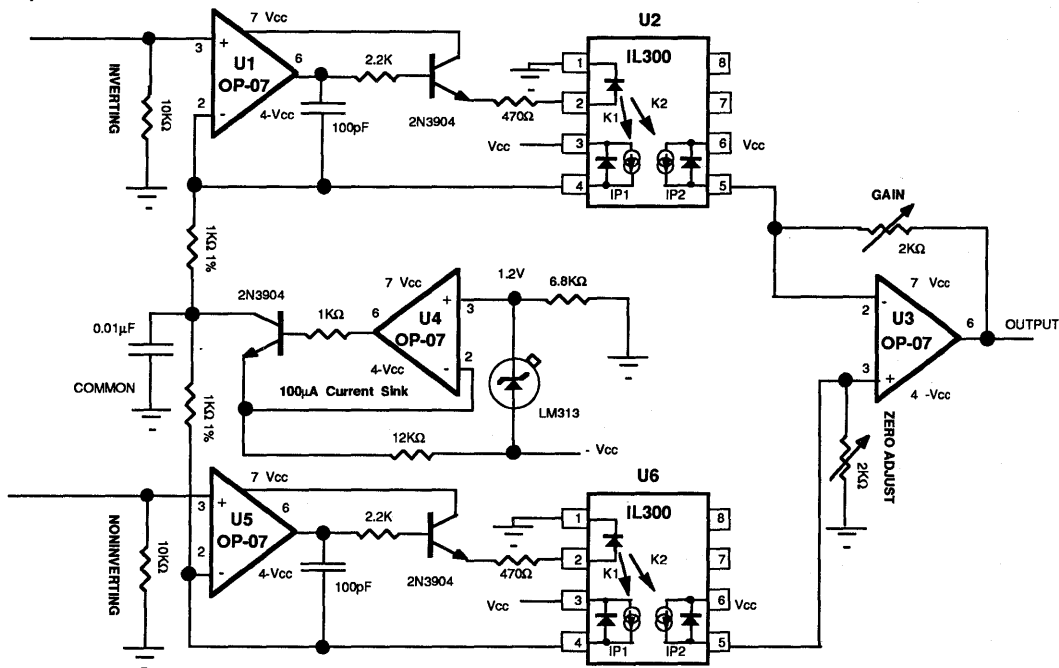 U2
7 Vcc
IL300
3
+
U1
OP-07
6
2.2K
1
8
INVERTING
10KΩ
2
-
4-Vcc
100pF
2N3904
470Ω
2
K1
K2
7
Vcc
3
6
Vcc
4
IP1
IP2
5
GAIN
2KΩ
1KΩ 1%
2N3904
1KΩ
6
7 Vcc
+
3
U4
OP-07
1.2V
6.8KΩ
0.01µF
COMMON
4-Vcc
2
-
100µA Current Sink
LM313
12KΩ
- Vcc
1KΩ 1%
7 Vcc
2
-
U3
OP-07
6
OUTPUT
3
+
4 -Vcc
ZERO ADJUST
2KΩ
7 Vcc
U6
IL300
3
+
U5
OP-07
6
2.2K
1
8
NONINVERTING
10KΩ
2
-
4-Vcc
100pF
2N3904
470Ω
2
K1
K2
7
Vcc
3
6
Vcc
4
IP1
IP2
5